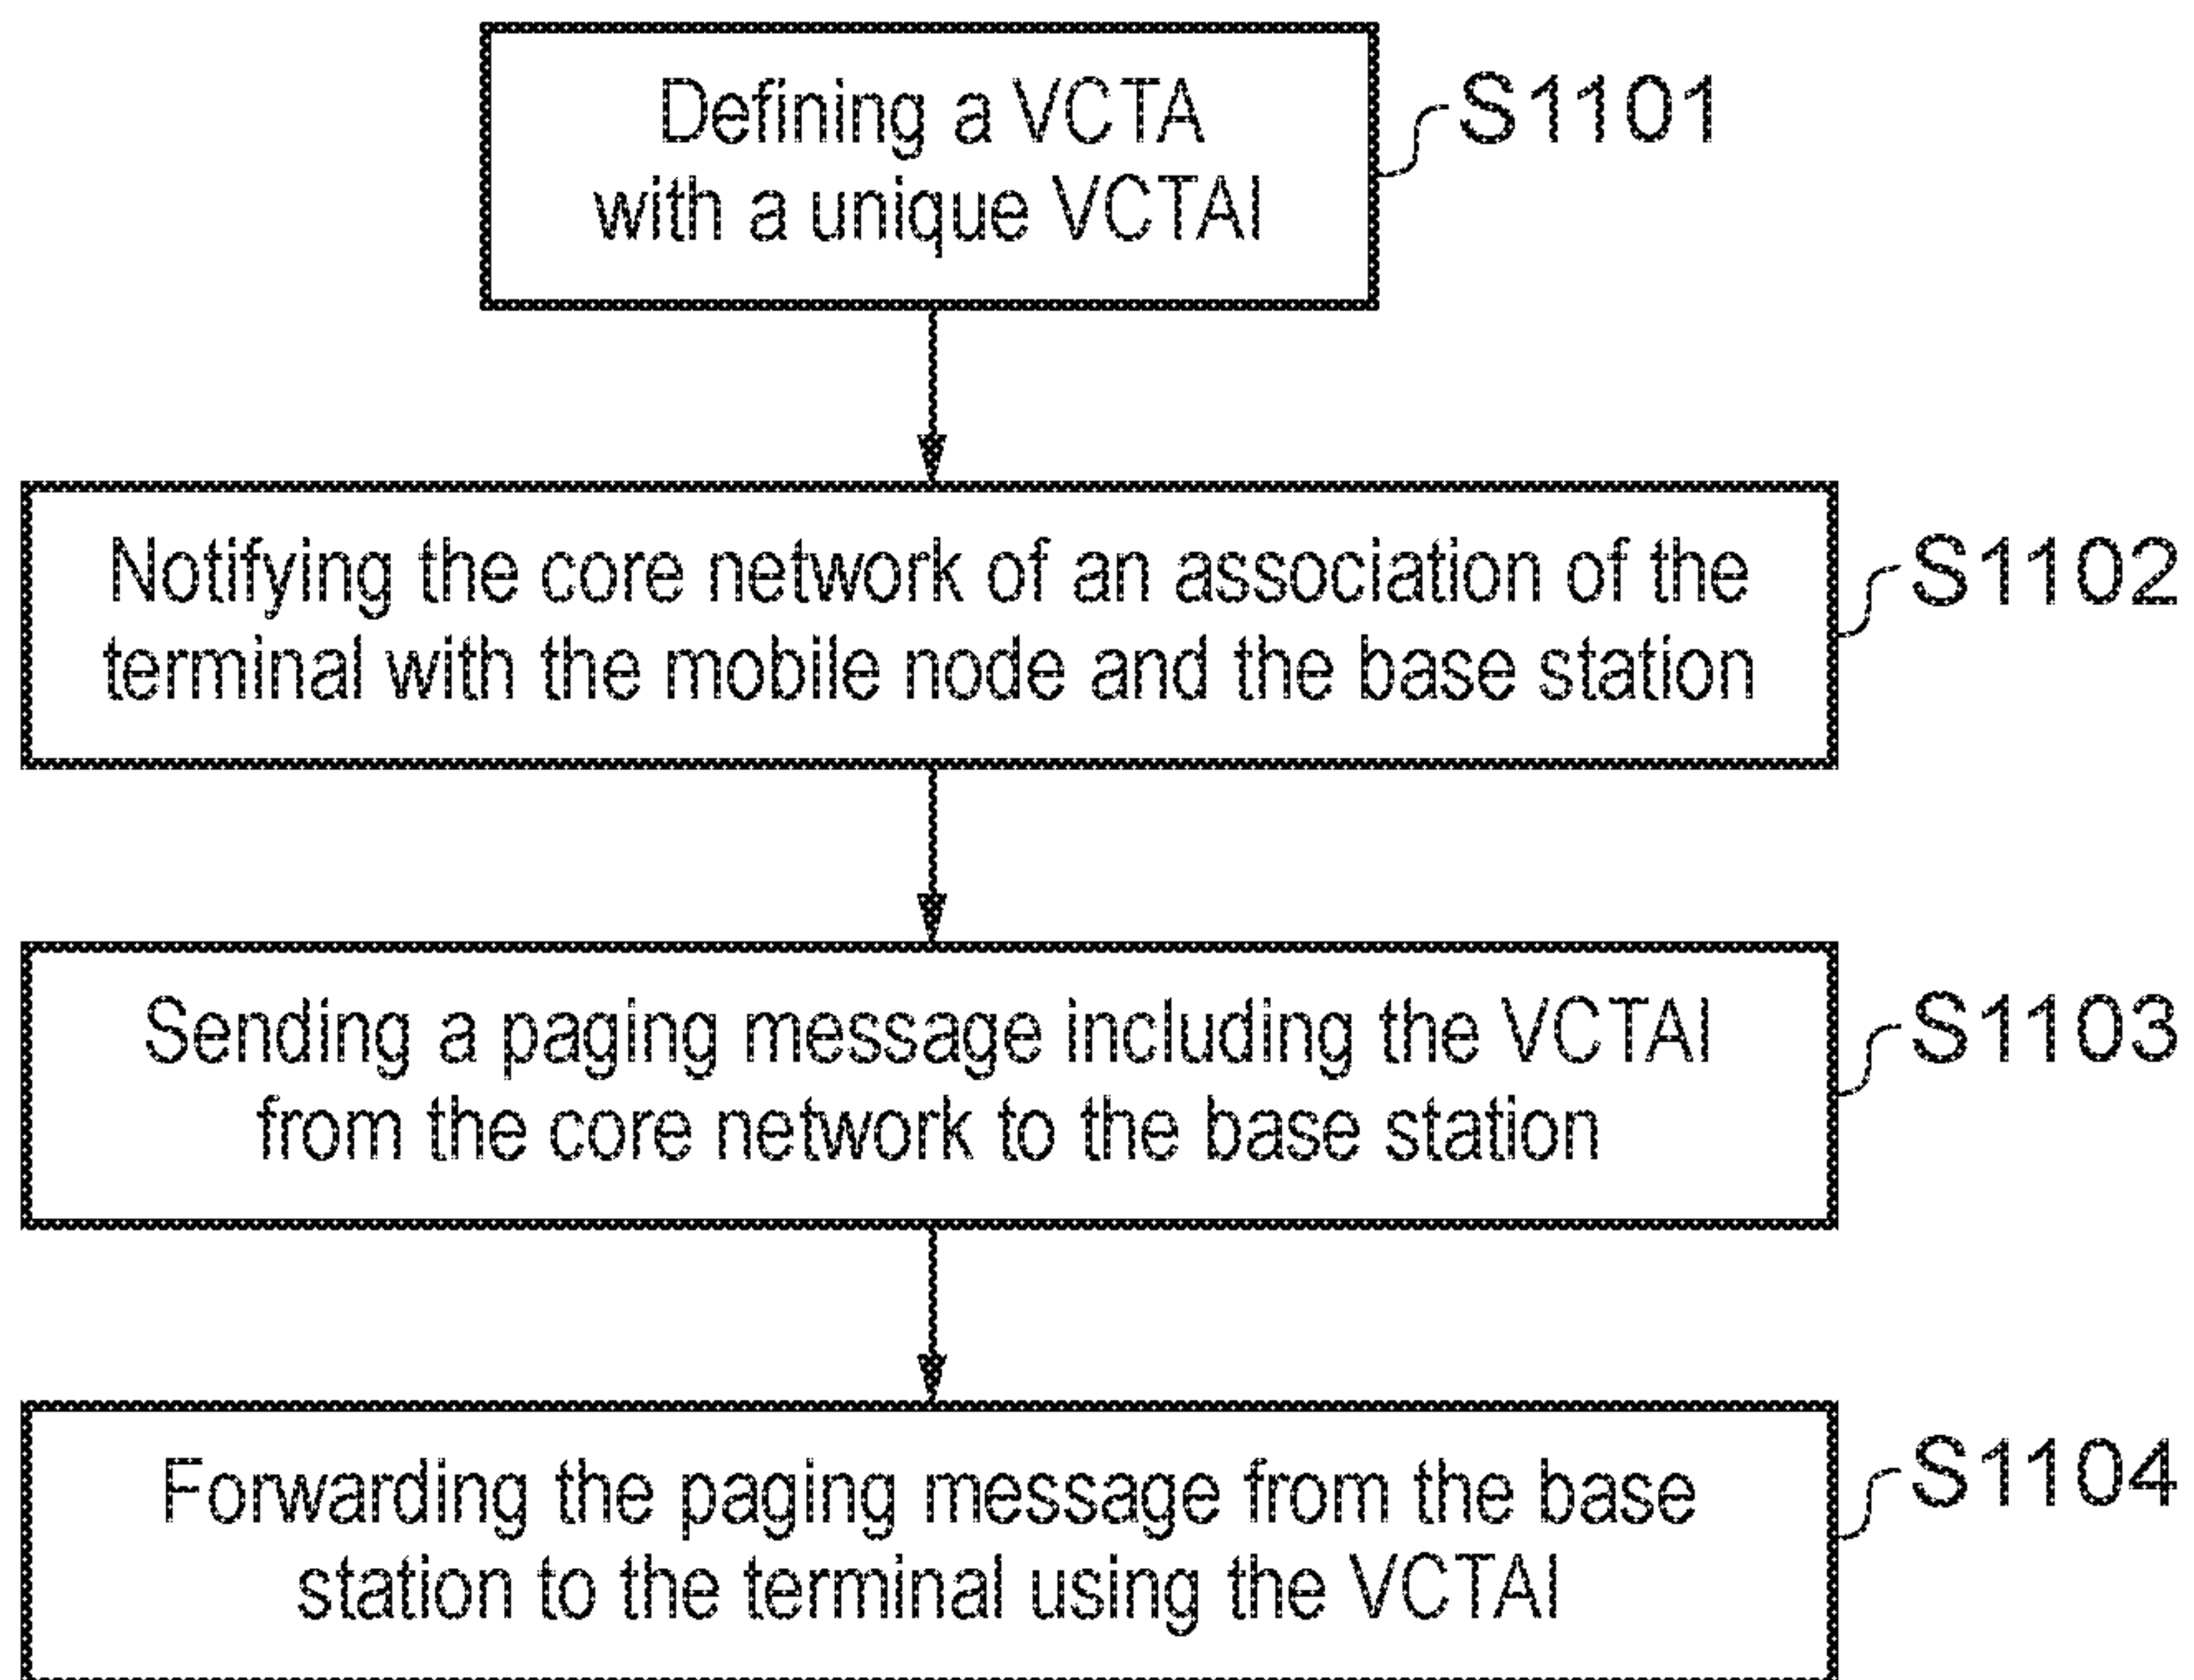 Defining a VCTA
with a unique VCTAI
S1101
Notifying the core network of an association of the
terminal with the mobile node and the base station
S1102
Sending a paging message including the VCTAI
from the core network to the base station
S1103
Forwarding the paging message from the base
station to the terminal using the VCTAI
S1104